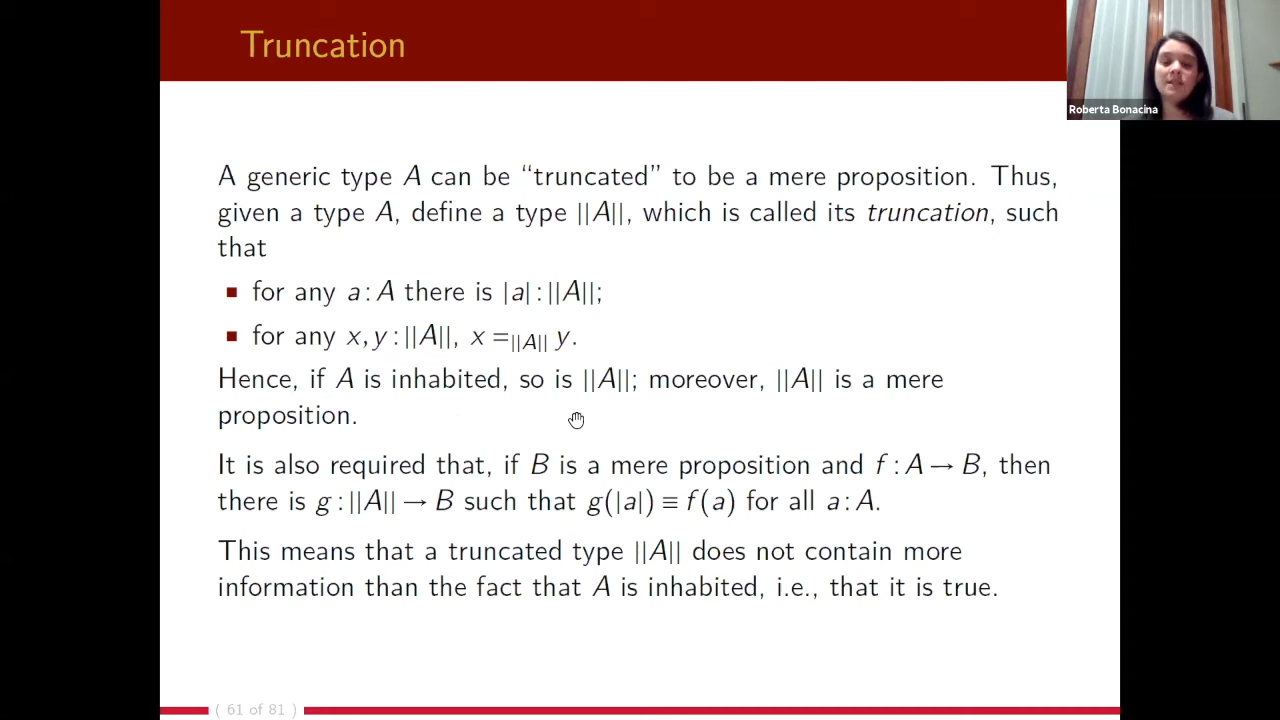 Truncation
Roberta Bonacina
A generic type A can be “truncated” to be a mere proposition. Thus,
given a type A, define a type ||A||, which is called its truncation, such
that
■ for any a : A there is |a| : ||A||;
■ for any x, y : ||A||, x =||A|| y.
Hence, if A is inhabited, so is ||A||; moreover, ||A|| is a mere
proposition.
It is also required that, if B is a mere proposition and f : A → B, then
there is g : ||A|| → B such that g(|a|) ≡ f(a) for all a : A.
This means that a truncated type ||A|| does not contain more
information than the fact that A is inhabited, i.e., that it is true.
( 61 of 81 )